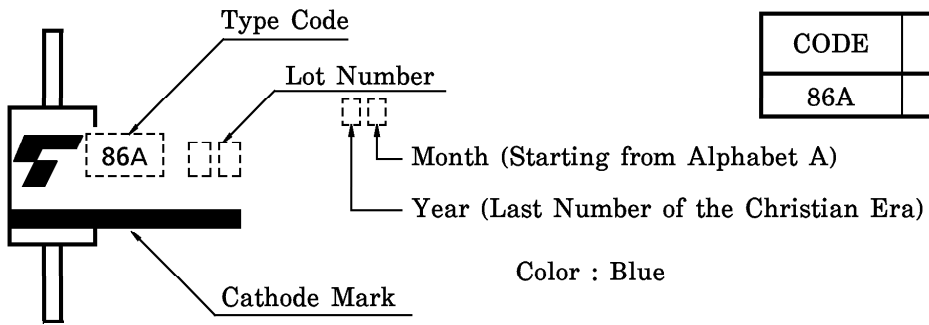 Type Code
Lot Number
CODE
86A
86A
Month (Starting from Alphabet A)
Year (Last Number of the Christian Era)
Color : Blue
Cathode Mark